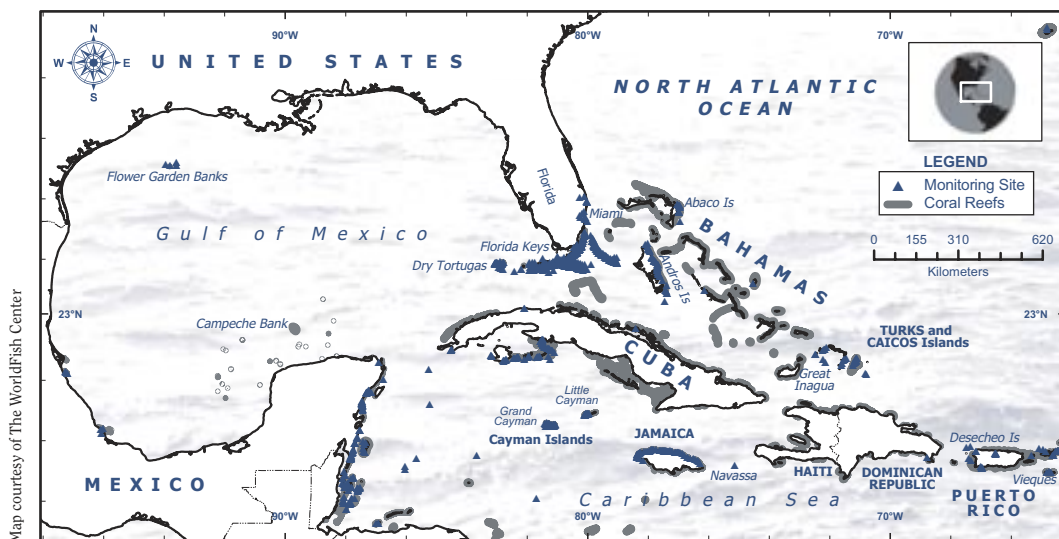 90°W
80°W
70°W
N
W E
S
UNITED STATES
NORTH ATLANTIC
OCEAN
LEGEND
Monitoring Site
Coral Reefs
0 155 310 620
Kilometers
Flower Garden Banks
Florida
Miami
Abaco Is
BAHAMAS
Gulf of Mexico
Florida Keys
Dry Tortugas
Andros Is
23°N
23°N
Campeche Bank
CUBA
TURKS and
CAICOS Islands
Great
Inagua
Little
Cayman
Grand
Cayman
Cayman Islands
JAMAICA
Navassa
HAITI
DOMINICAN
REPUBLIC
Desecheo Is
Vieques
PUERTO
RICO
MEXICO
Caribbean Sea
90°W
80°W
70°W
Map courtesy of The WorldFish Center